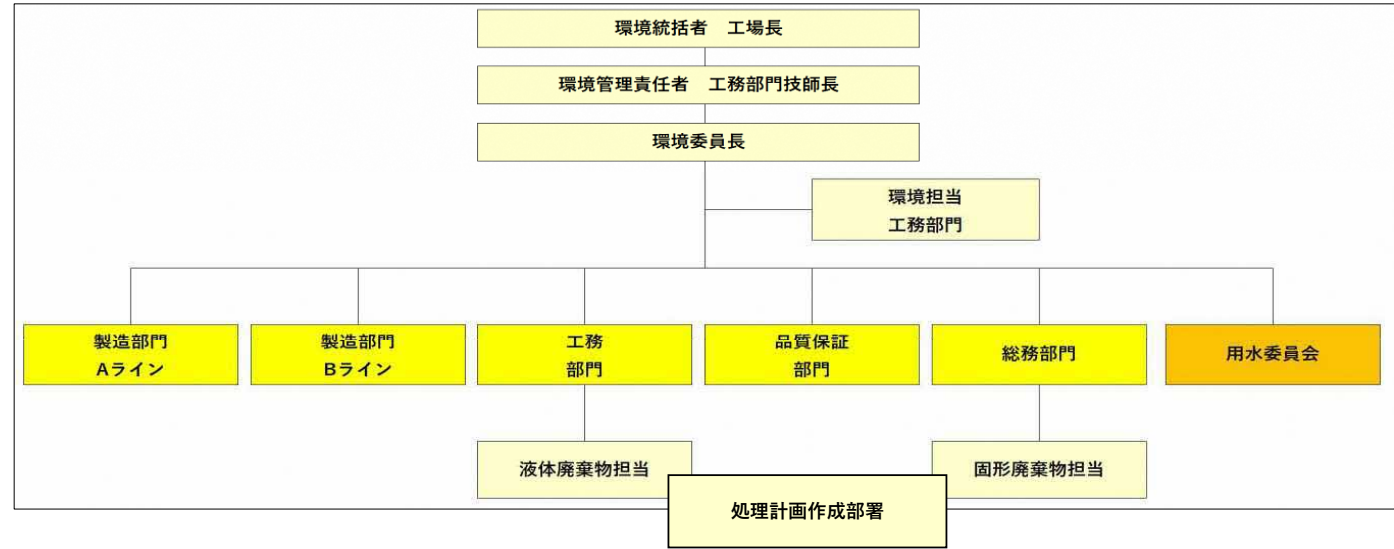 環境統括者　工場長
環境管理責任者　工務部門技師長
環境委員長
環境担当
工務部門
製造部門
Aライン
製造部門
Bライン
工務
部門
品質保証
部門
総務部門
用水委員会
液体廃棄物担当
固形廃棄物担当
処理計画作成部署